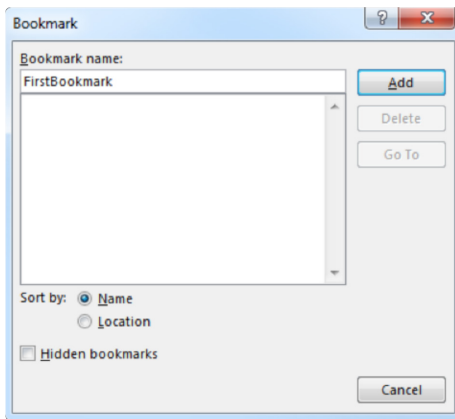 Bookmark
Bookmark name:
FirstBookmark
Add
Delete
Go To
Sort by: Name
Location
Hidden bookmarks
Cancel